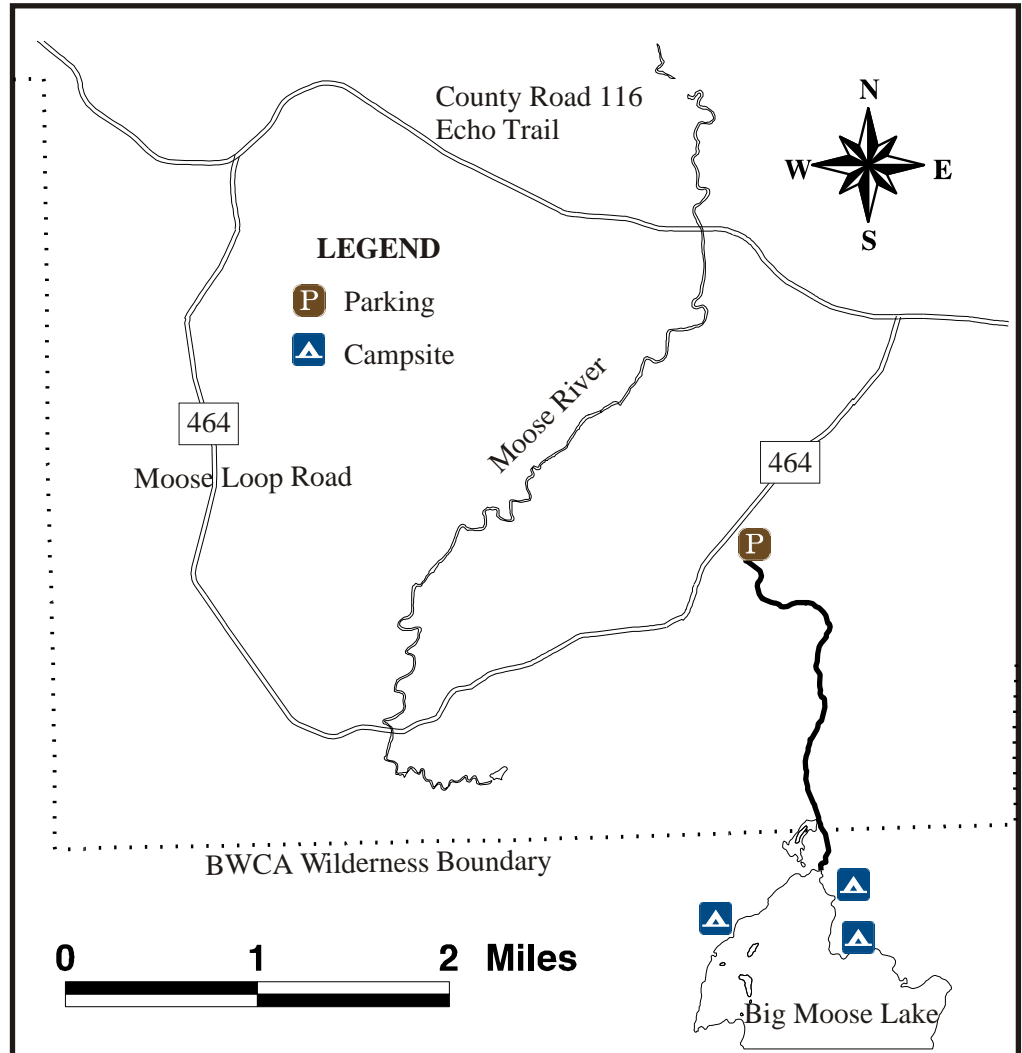 County Road 116
Echo Trail
N
W
E
S
LEGEND
P
Parking
Campsite
Moose River
464
Moose Loop Road
464
P
BWCA Wilderness Boundary
0 1 2 Miles
Big Moose Lake